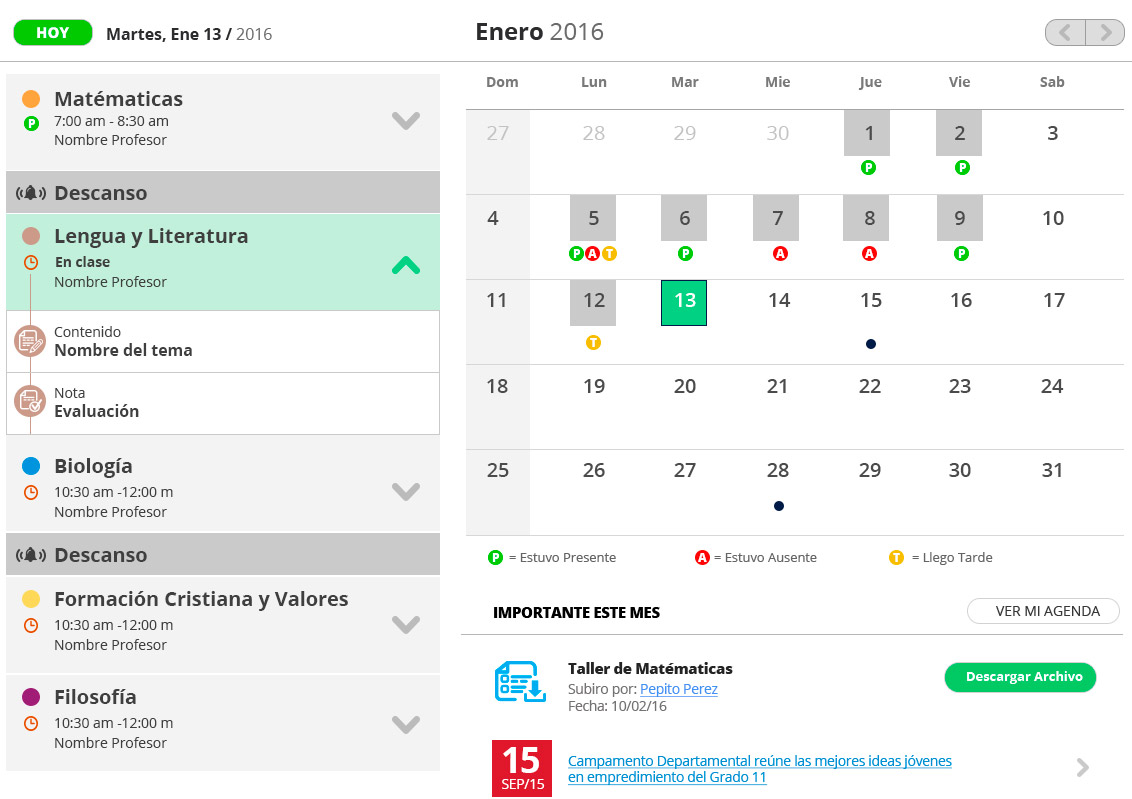 HOY Martes, Ene 13 / 2016
Matématicas
P 7:00 am - 8:30 am
Nombre Profesor
Descanso
Lengua y Literatura
En clase
Nombre Profesor
Contenido
Nombre del tema
Nota
Evaluación
Biología
10:30 am -12:00 m
Nombre Profesor
Descanso
Formación Cristiana y Valores
10:30 am -12:00 m
Nombre Profesor
Filosofía
10:30 am -12:00 m
Nombre Profesor
Enero 2016
Dom Lun Mar Mie Jue Vie Sab
27 28 29 30 1 2 3
P P
4 5 6 7 8 9 10
P A T P A A P
11 12 13 14 15 16 17
T
18 19 20 21 22 23 24
25 26 27 28 29 30 31
P = Estuvo Presente A = Estuvo Ausente T = Llego Tarde
IMPORTANTE ESTE MES VER MI AGENDA
Taller de Matématicas
Subiro por: Pepito Perez
Fecha: 10/02/16
Descargar Archivo
15
SEP/15
Campamento Departamental reúne las mejores ideas jóvenes
en empredimiento del Grado 11